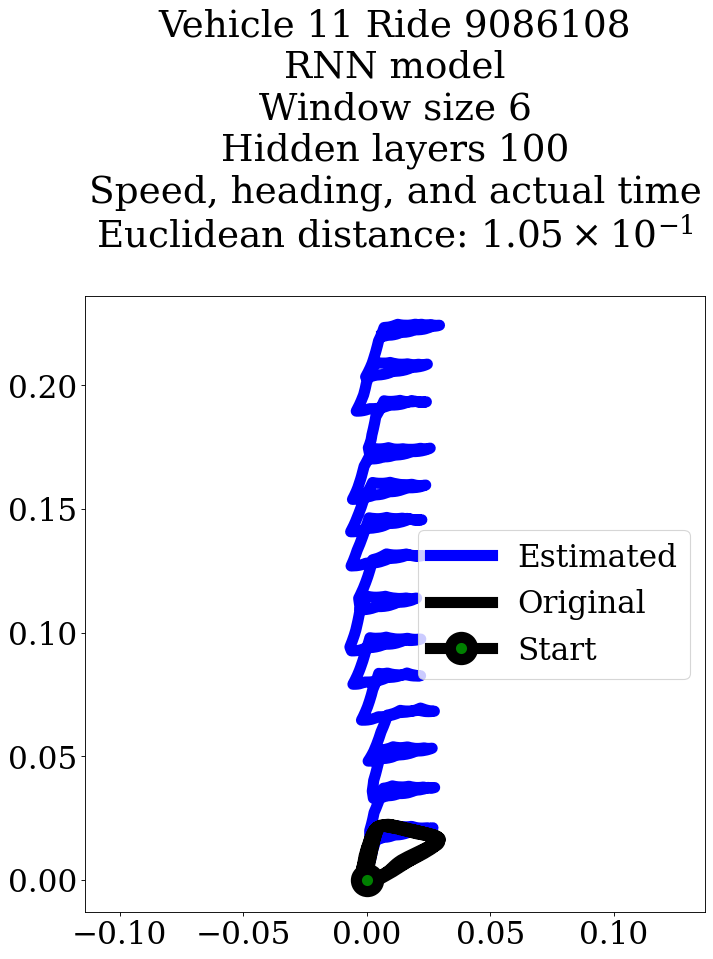 Vehicle 11 Ride 9086108
RNN model
Window size 6
Hidden layers 100
Speed, heading, and actual time
Euclidean distance: 1.05 × 10⁻¹
0.20
0.15
0.10
0.05
0.00
Estimated
Original
Start
−0.10 −0.05 0.00 0.05 0.10